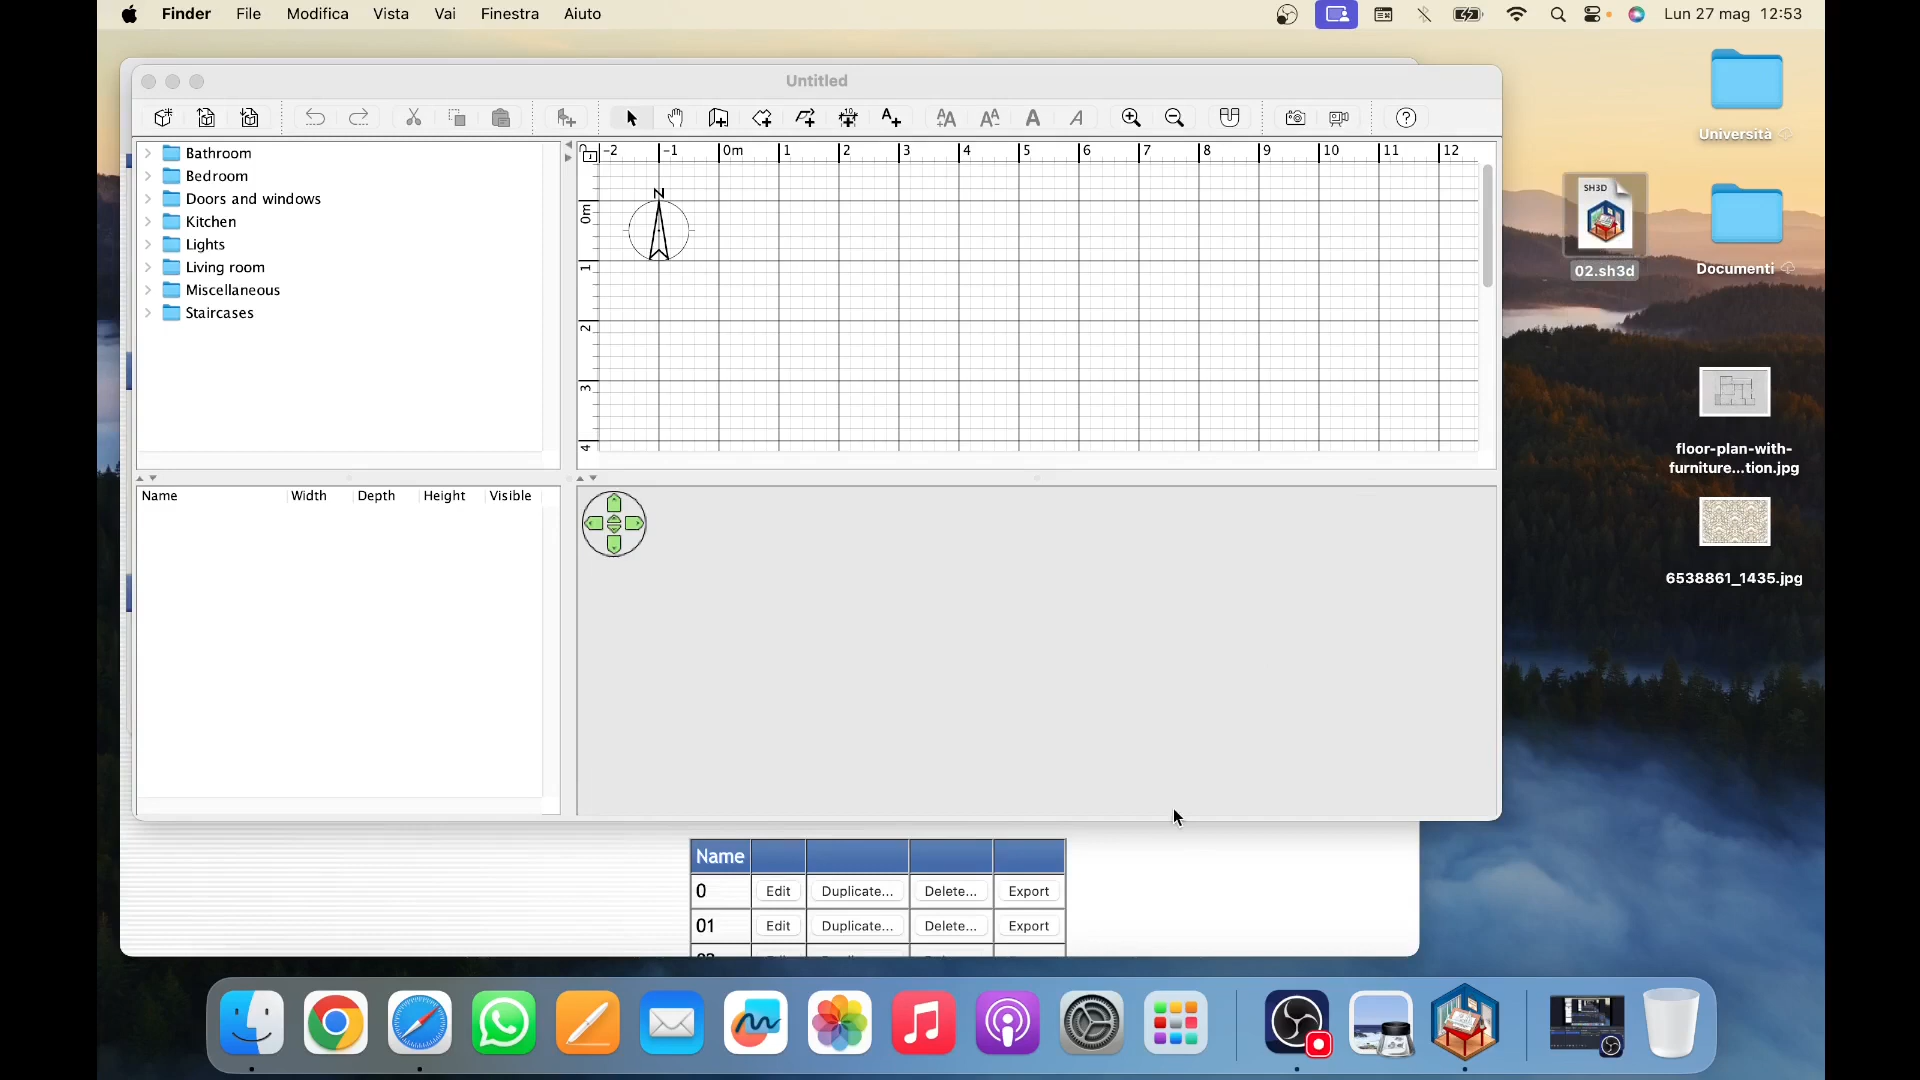 Finder File Modifica Vista Vai Finestra Aiuto
Lun 27 mag 12:53
Untitled
Bathroom
Bedroom
Doors and windows
Kitchen
Lights
Living room
Miscellaneous
Staircases
-2 -1 0m 1 2 3 4 5 6 7 8 9 10 11 12
N
0m
1
2
3
4
Name Width Depth Height Visible
Università
SH3D
02.sh3d
Documenti
floor-plan-with-
furniture...tion.jpg
6538861_1435.jpg
Name
0 Edit Duplicate... Delete... Export
01 Edit Duplicate... Delete... Export